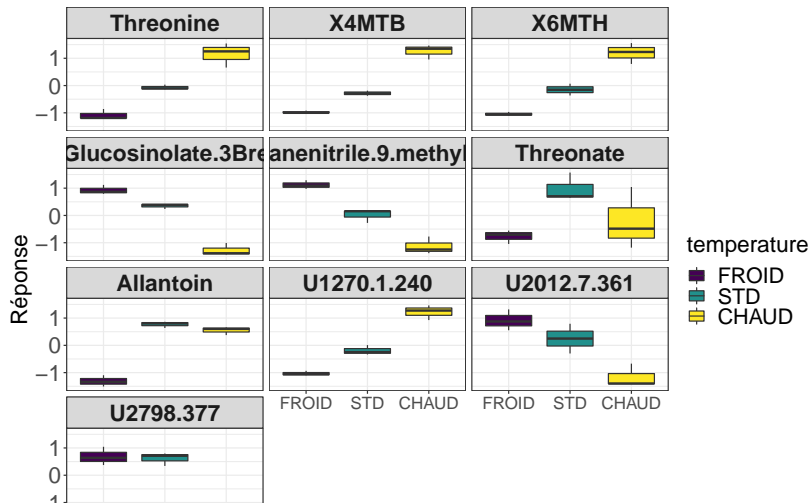 Threonine
X4MTB
X6MTH
1
0
−1
Glucosinolate.3Bre
anenitrile.9.methyl
Threonate
1
0
−1
Allantoin
U1270.1.240
U2012.7.361
1
0
−1
FROID
STD
CHAUD
FROID
STD
CHAUD
U2798.377
1
0
Réponse
temperature
FROID
STD
CHAUD